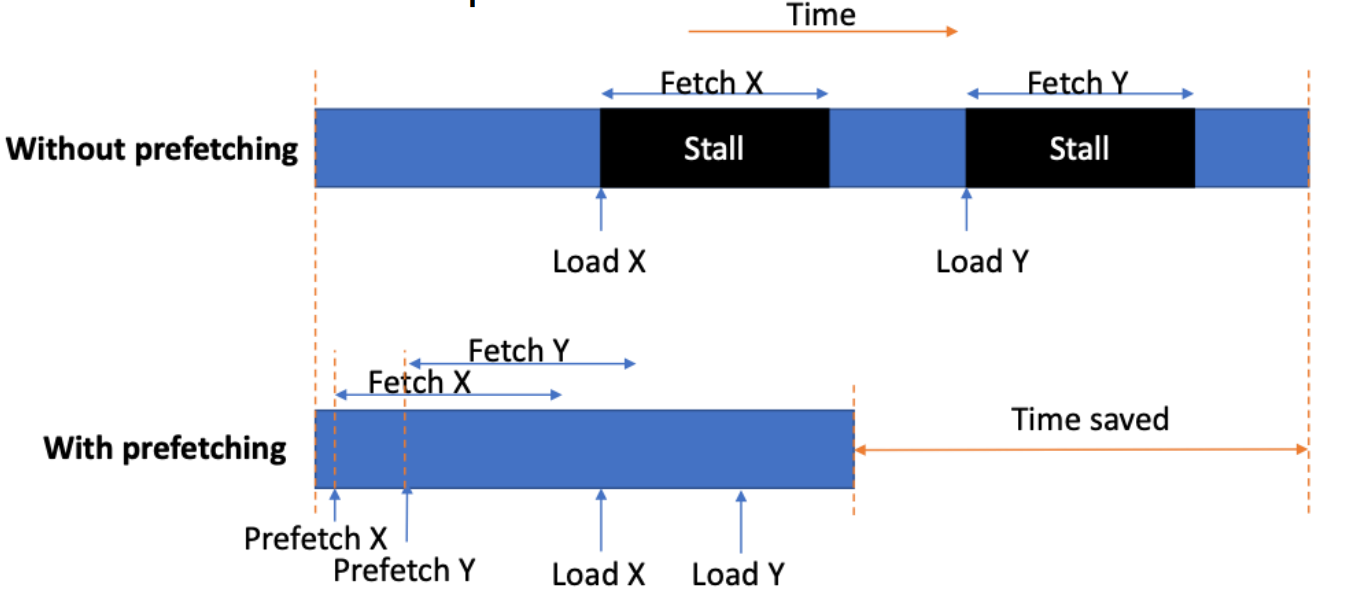 Time
Fetch X
Fetch Y
Without prefetching
Stall
Stall
Load X
Load Y
Fetch Y
Fetch X
With prefetching
Time saved
Prefetch X
Prefetch Y
Load X
Load Y